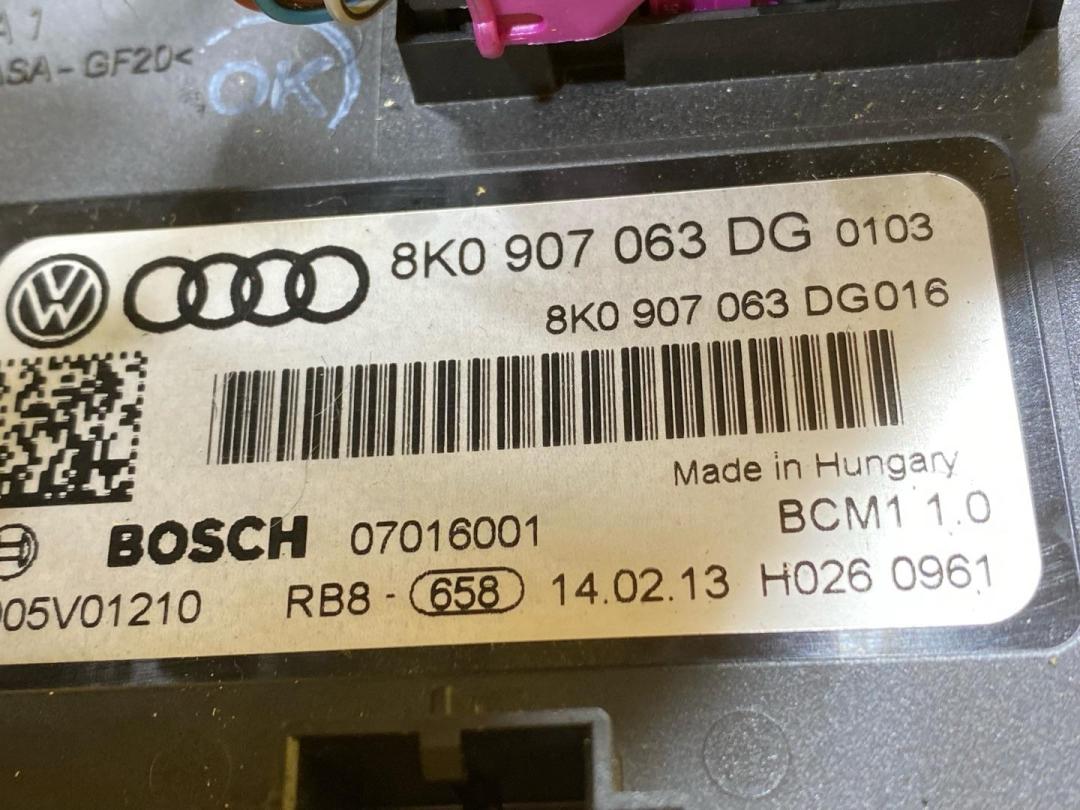 ASA-GF20<
OK
8K0 907 063 DG 0103
8K0 907 063 DG016
Made in Hungary
BCM1 1.0
BOSCH 07016001
005V01210 RB8 - 658 14.02.13 H026 0961